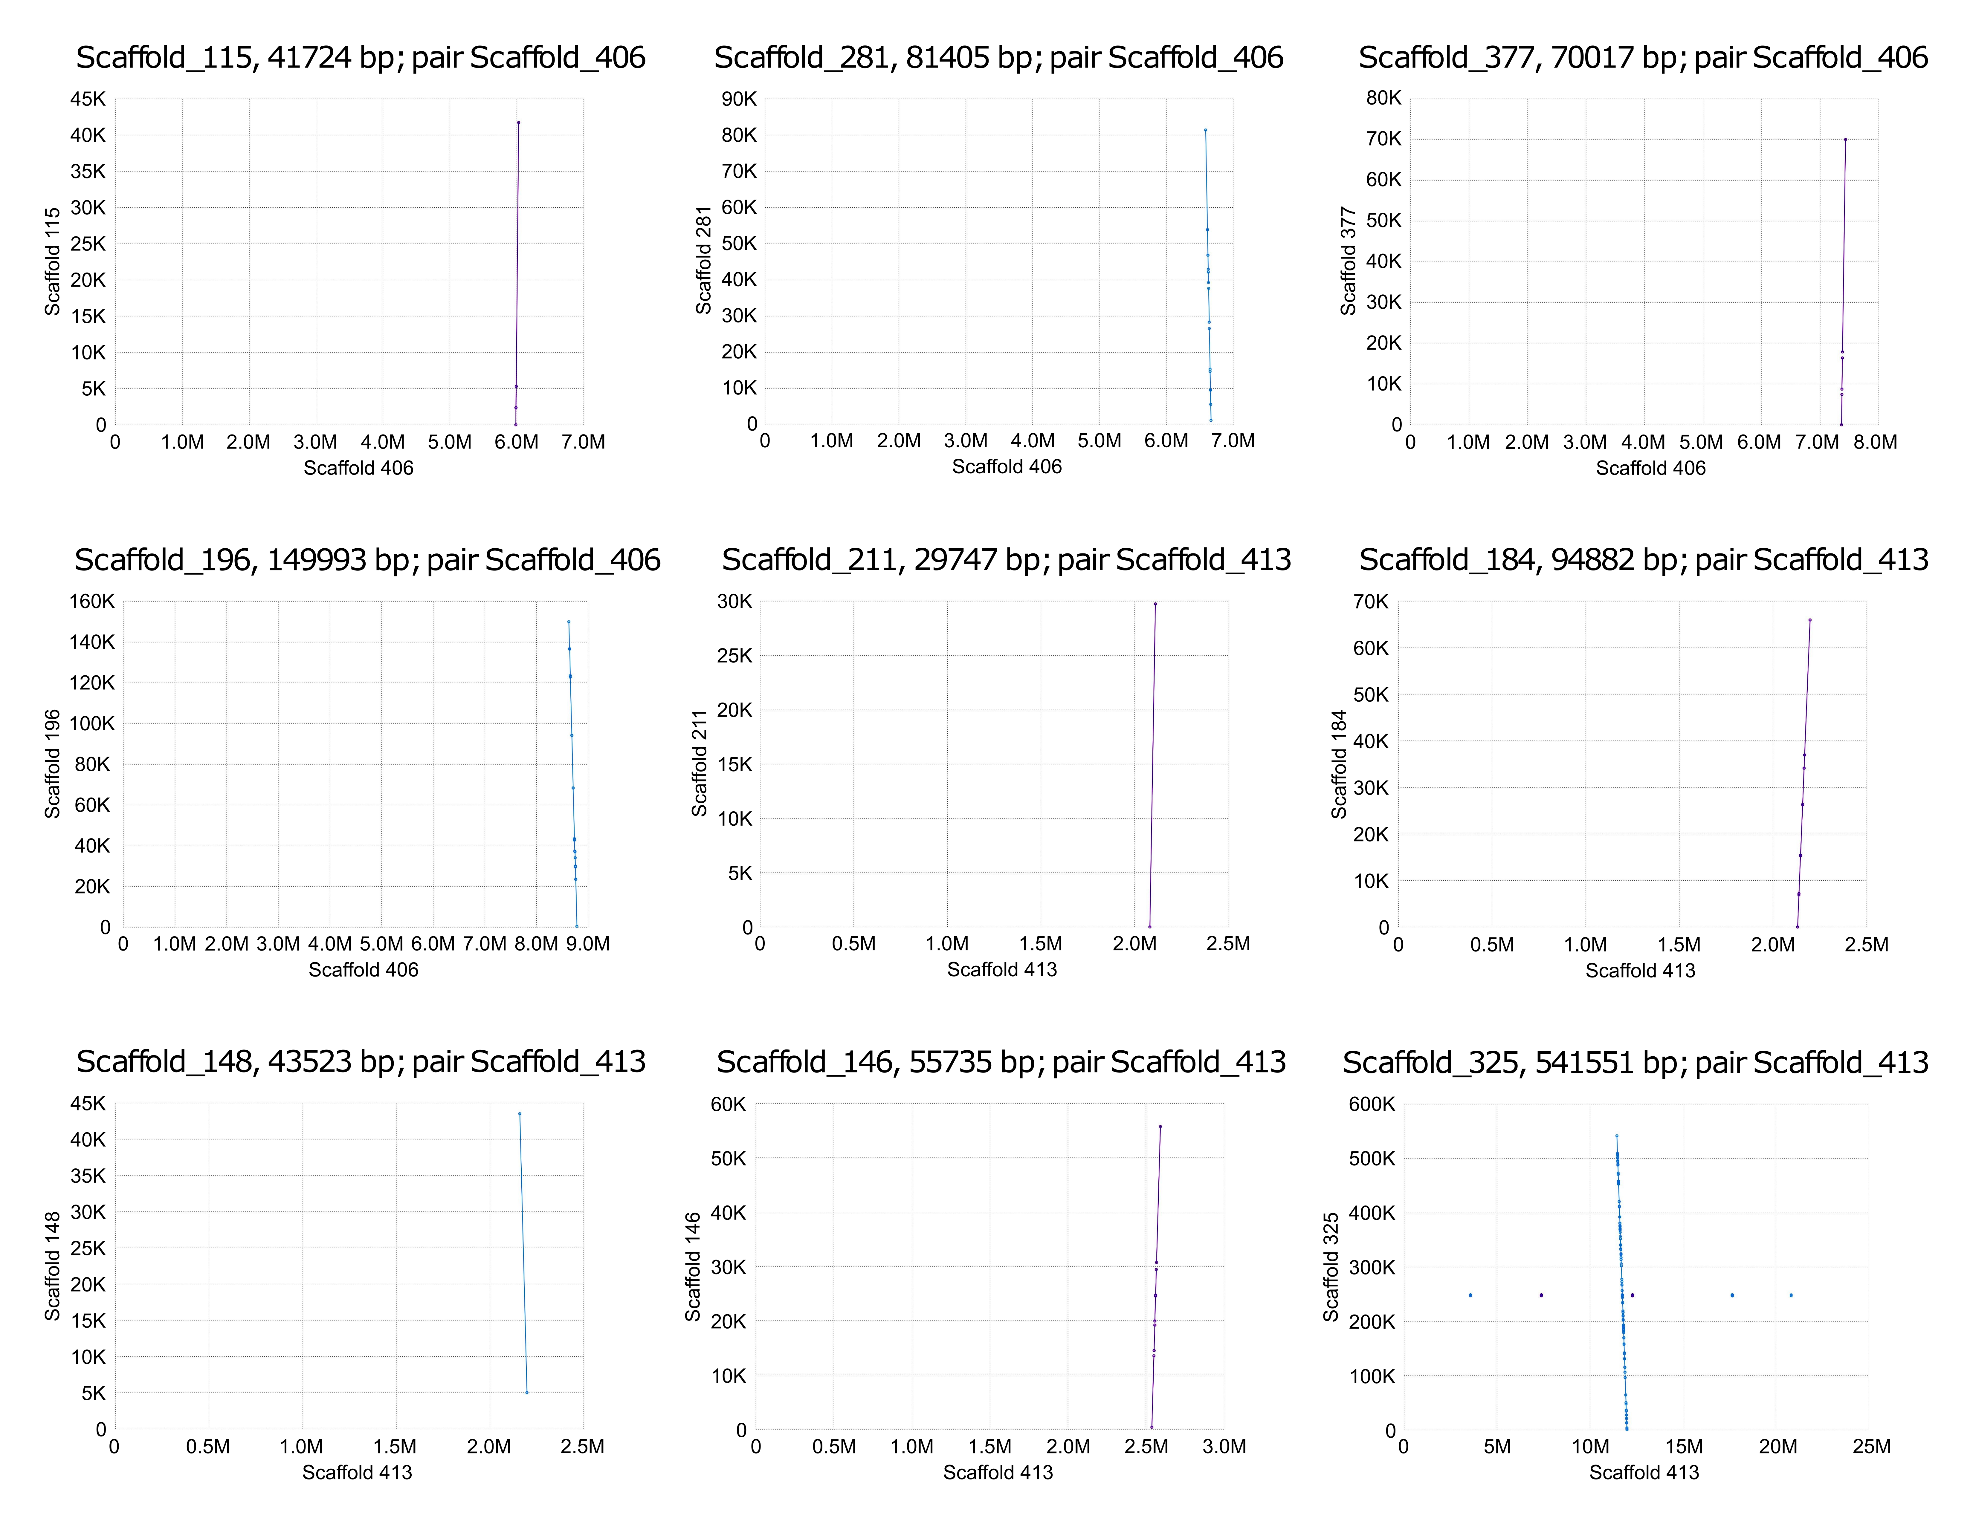 Scaffold_115, 41724 bp; pair Scaffold_406
45K
40K
35K
30K
25K
20K
15K
10K
5K
0
Scaffold 115
0 1.0M 2.0M 3.0M 4.0M 5.0M 6.0M 7.0M
Scaffold 406
Scaffold_281, 81405 bp; pair Scaffold_406
90K
80K
70K
60K
50K
40K
30K
20K
10K
0
Scaffold 281
0 1.0M 2.0M 3.0M 4.0M 5.0M 6.0M 7.0M
Scaffold 406
Scaffold_377, 70017 bp; pair Scaffold_406
80K
70K
60K
50K
40K
30K
20K
10K
0
Scaffold 377
0 1.0M 2.0M 3.0M 4.0M 5.0M 6.0M 7.0M 8.0M
Scaffold 406
Scaffold_196, 149993 bp; pair Scaffold_406
160K
140K
120K
100K
80K
60K
40K
20K
0
Scaffold 196
0 1.0M 2.0M 3.0M 4.0M 5.0M 6.0M 7.0M 8.0M 9.0M
Scaffold 406
Scaffold_211, 29747 bp; pair Scaffold_413
30K
25K
20K
15K
10K
5K
0
Scaffold 211
0 0.5M 1.0M 1.5M 2.0M 2.5M
Scaffold 413
Scaffold_184, 94882 bp; pair Scaffold_413
70K
60K
50K
40K
30K
20K
10K
0
Scaffold 184
0 0.5M 1.0M 1.5M 2.0M 2.5M
Scaffold 413
Scaffold_148, 43523 bp; pair Scaffold_413
45K
40K
35K
30K
25K
20K
15K
10K
5K
0
Scaffold 148
0 0.5M 1.0M 1.5M 2.0M 2.5M
Scaffold 413
Scaffold_146, 55735 bp; pair Scaffold_413
60K
50K
40K
30K
20K
10K
0
Scaffold 146
0 0.5M 1.0M 1.5M 2.0M 2.5M 3.0M
Scaffold 413
Scaffold_325, 541551 bp; pair Scaffold_413
600K
500K
400K
300K
200K
100K
0
Scaffold 325
0 5M 10M 15M 20M 25M
Scaffold 413